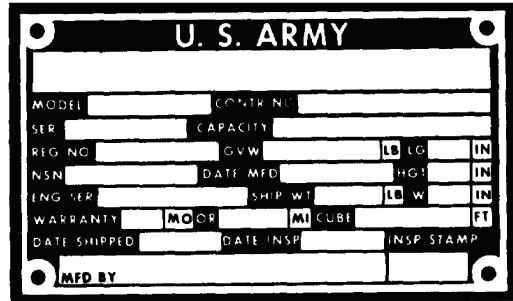 U. S. ARMY
MODEL CONTR NO
SER CAPACITY
REG NO GVW LB LG IN
NSN DATE MFD HGT IN
ENG SER SHIP WT LB W IN
WARRANTY MO OR MI CUBE FT
DATE SHIPPED DATE INSP INSP STAMP
MFD BY